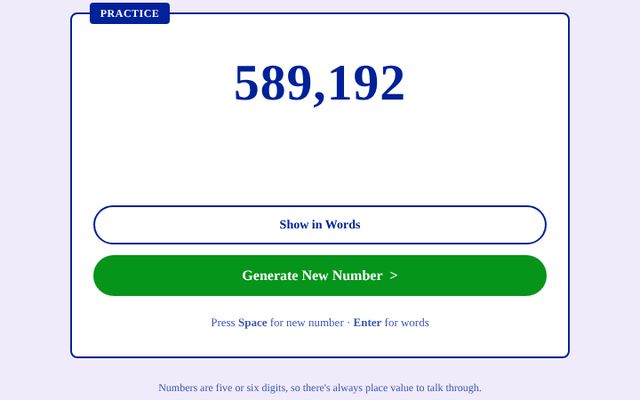 PRACTICE
589,192
Show in Words
Generate New Number >
Press Space for new number · Enter for words
Numbers are five or six digits, so there's always place value to talk through.